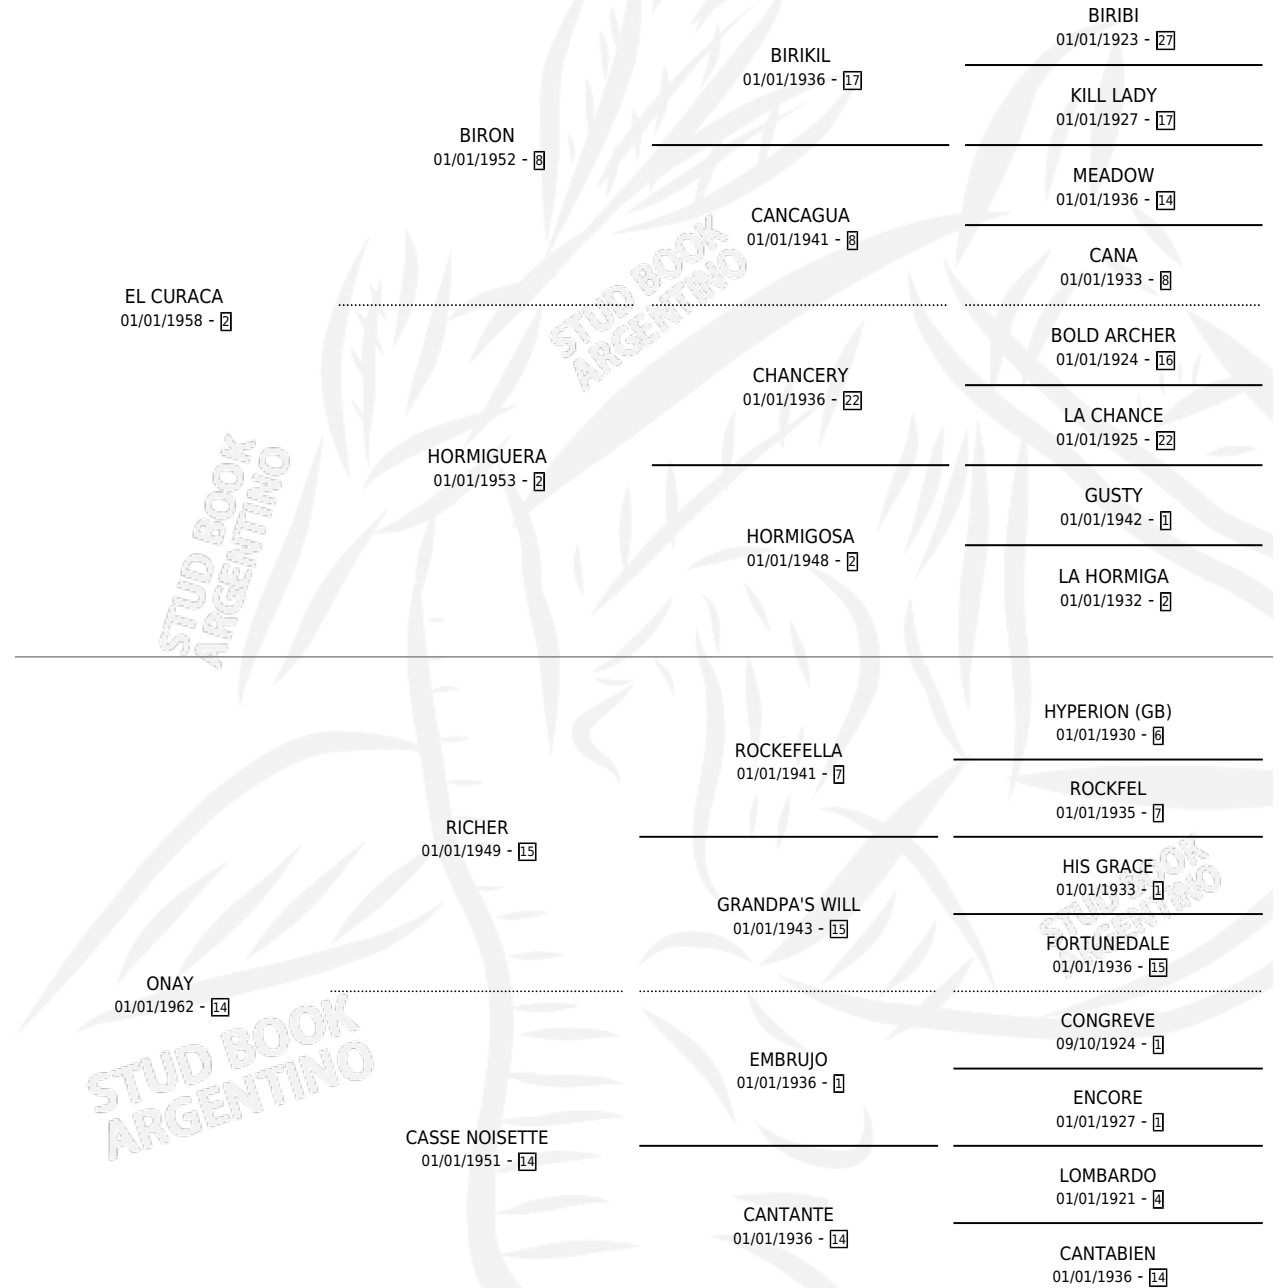 BIRIBI
01/01/1923 - 27
BIRIKIL
01/01/1936 - 17
KILL LADY
01/01/1927 - 17
BIRON
01/01/1952 - 8
MEADOW
01/01/1936 - 14
CANCAGUA
01/01/1941 - 8
CANA
01/01/1933 - 8
EL CURACA
01/01/1958 - 2
BOLD ARCHER
01/01/1924 - 16
CHANCERY
01/01/1936 - 22
LA CHANCE
01/01/1925 - 22
HORMIGUERA
01/01/1953 - 2
GUSTY
01/01/1942 - 1
HORMIGOSA
01/01/1948 - 2
LA HORMIGA
01/01/1932 - 2
HYPERION (GB)
01/01/1930 - 6
ROCKEFELLA
01/01/1941 - 7
ROCKFEL
01/01/1935 - 7
RICHER
01/01/1949 - 15
HIS GRACE
01/01/1933 - 1
GRANDPA'S WILL
01/01/1943 - 15
FORTUNEDALE
01/01/1936 - 15
ONAY
01/01/1962 - 14
CONGREVE
09/10/1924 - 1
EMBRUJO
01/01/1936 - 1
ENCORE
01/01/1927 - 1
CASSE NOISETTE
01/01/1951 - 14
LOMBARDO
01/01/1921 - 4
CANTANTE
01/01/1936 - 14
CANTABIEN
01/01/1936 - 14
STUD BOOK
ARGENTINO
STUD BOOK
ARGENTINO
STUD BOOK
ARGENTINO
STUD BOOK
ARGENTINO